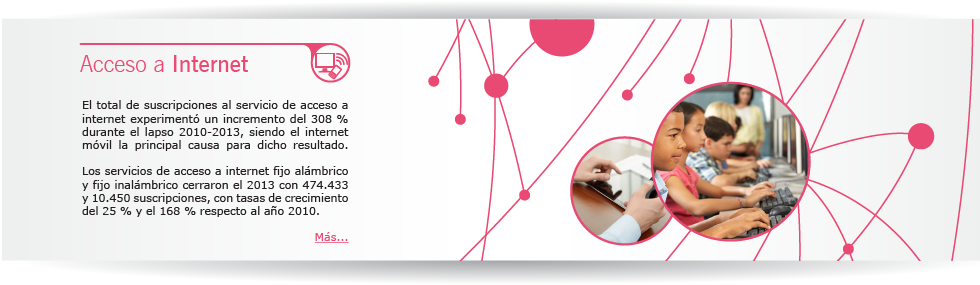 Acceso a Internet
El total de suscripciones al servicio de acceso a
internet experimentó un incremento del 308 %
durante el lapso 2010-2013, siendo el internet
móvil la principal causa para dicho resultado.
Los servicios de acceso a internet fijo alámbrico
y fijo inalámbrico cerraron el 2013 con 474.433
y 10.450 suscripciones, con tasas de crecimiento
del 25 % y el 168 % respecto al año 2010.
Más...